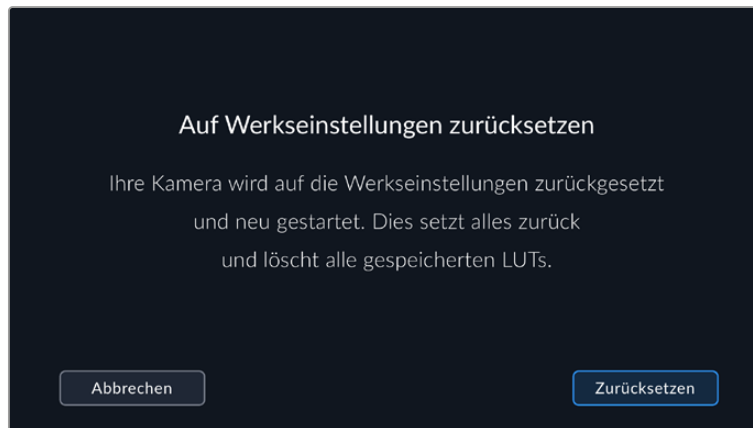 Auf Werkseinstellungen zurücksetzen
Ihre Kamera wird auf die Werkseinstellungen zurückgesetzt
und neu gestartet. Dies setzt alles zurück
und löscht alle gespeicherten LUTs.
Abbrechen
Zurücksetzen